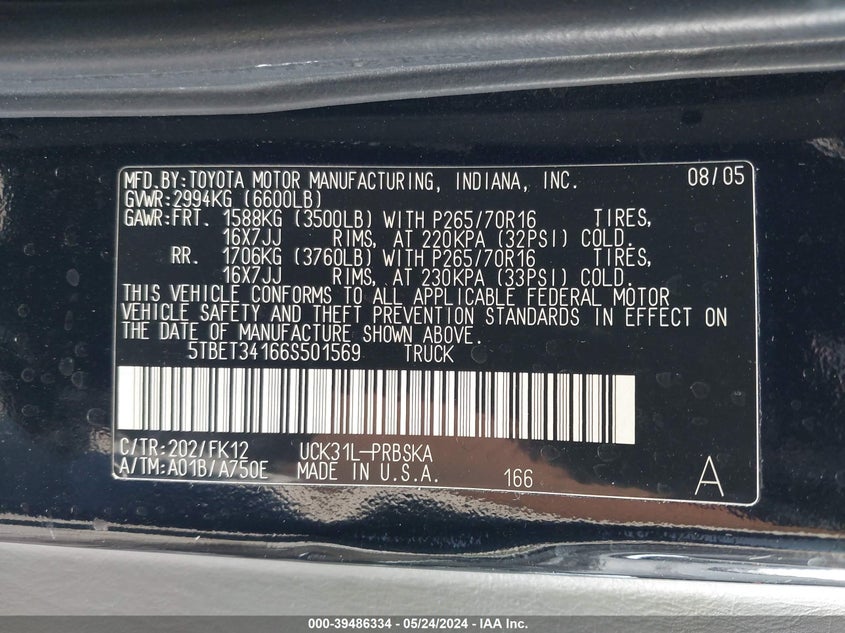 MFD.BY:TOYOTA MOTOR MANUFACTURING, INDIANA, INC. 08/05
GVWR:2994KG (6600LB)
GAWR:FRT. 1588KG (3500LB) WITH P265/70R16 TIRES,
16X7JJ RIMS, AT 220KPA (32PSI) COLD.
RR. 1706KG (3760LB) WITH P265/70R16 TIRES,
16X7JJ RIMS, AT 230KPA (33PSI) COLD.
THIS VEHICLE CONFORMS TO ALL APPLICABLE FEDERAL MOTOR
VEHICLE SAFETY AND THEFT PREVENTION STANDARDS IN EFFECT ON
THE DATE OF MANUFACTURE SHOWN ABOVE.
5TBET34166S501569 TRUCK
C/TR:202/FK12 UCK31L-PRBSKA
A/TM:A01B/A750E MADE IN U.S.A. 166 A
000-39486334 - 05/24/2024 - IAA Inc.